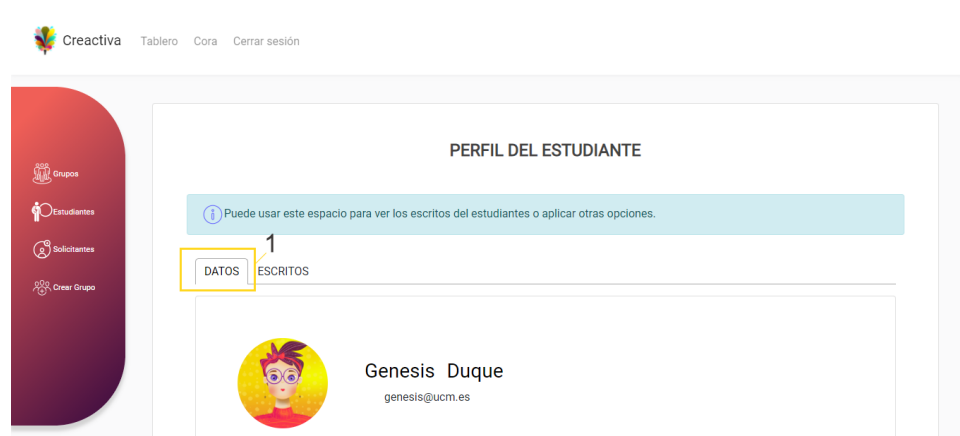 Creactiva Tablero Cora Cerrar sesión
Grupos
Estudiantes
Solicitantes
Crear Grupo
PERFIL DEL ESTUDIANTE
Puede usar este espacio para ver los escritos del estudiantes o aplicar otras opciones.
1
DATOS ESCRITOS
Genesis Duque
genesis@ucm.es